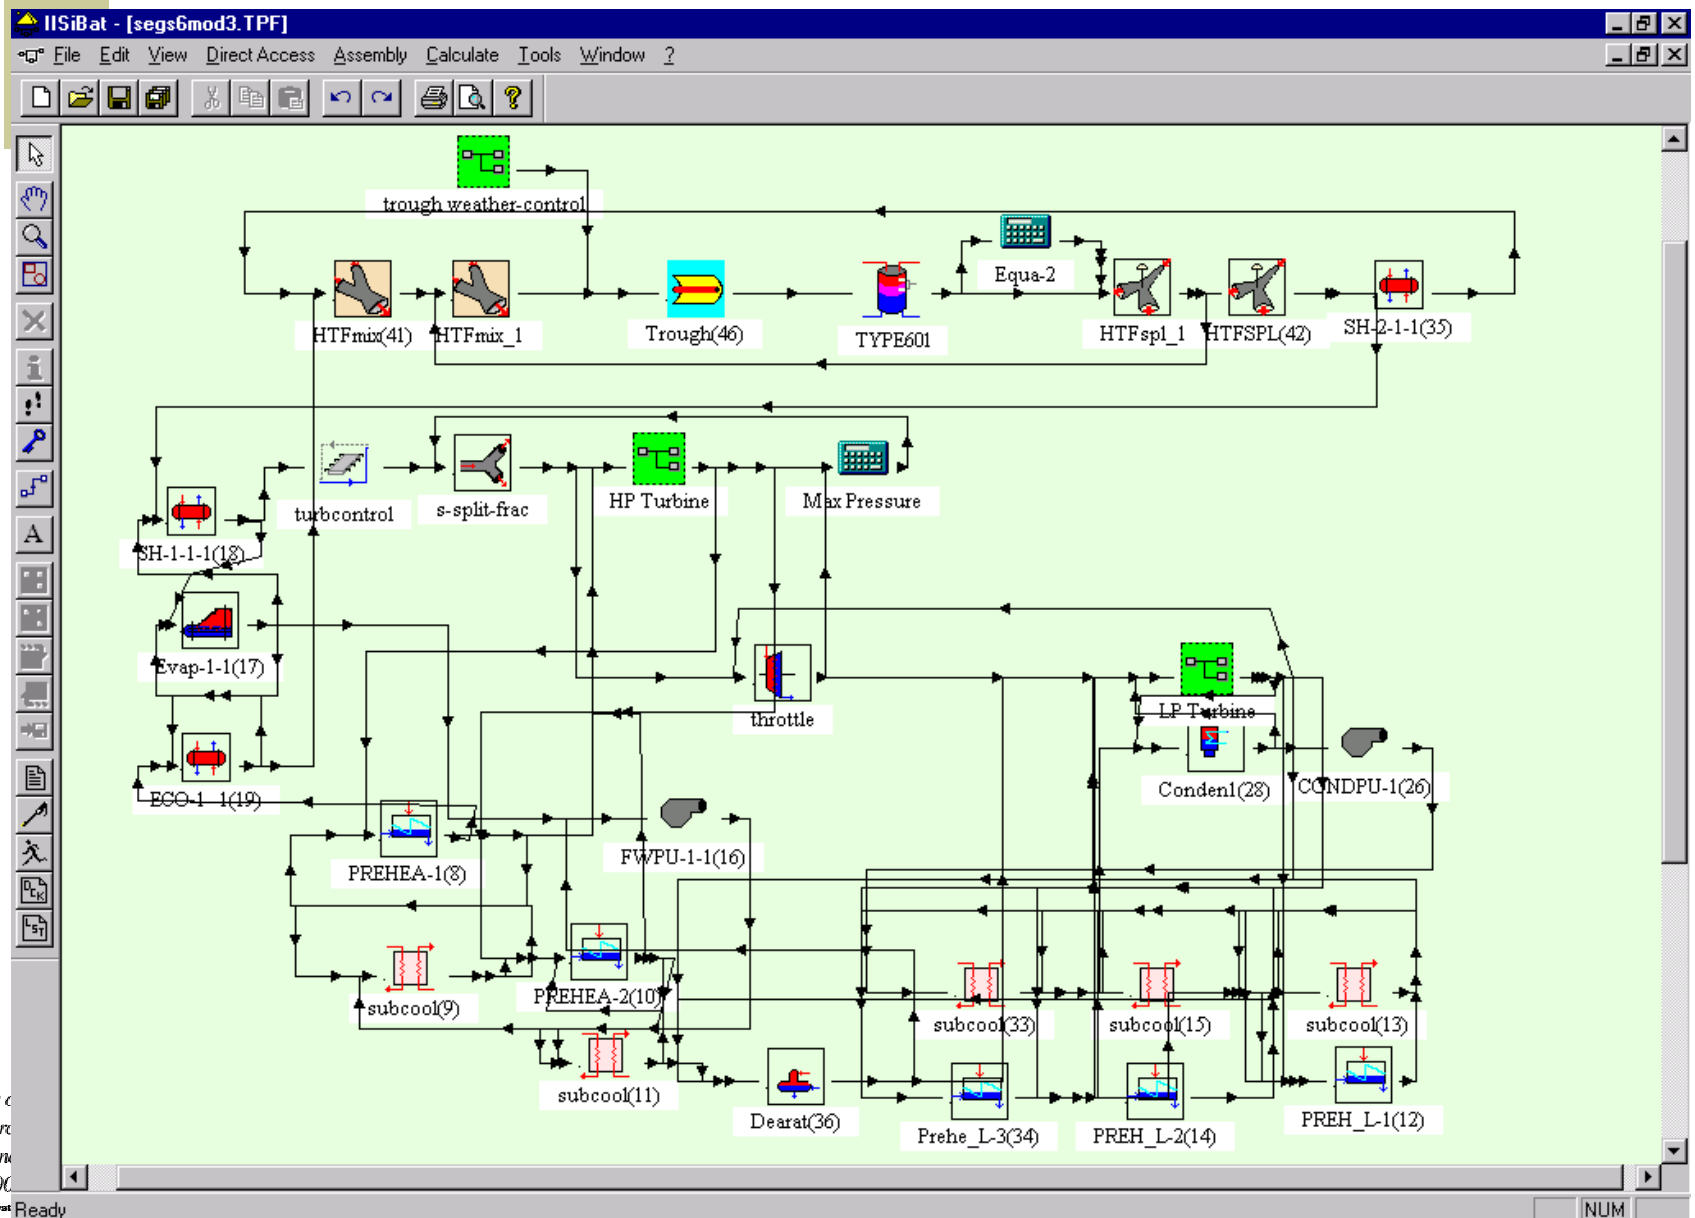 IISiBat - [segs6mod3.TPF]
File Edit View Direct Access Assembly Calculate Tools Window ?
trough weather-control
Equa-2
HTFmix(41)
HTFmix_1
Trough(46)
TYPE601
HTFspl_1
HTFSPL(42)
SH-2-1-1(35)
turbcontrol
s-split-frac
HP Turbine
Max Pressure
SH-1-1-1(18)
Evap-1-1(17)
throttle
LP Turbine
ECO-1-1(19)
Conden1(28)
CONDPU-1(26)
PREHEA-1(8)
FWPU-1-1(16)
subcool(9)
PREHEA-2(10)
subcool(33)
subcool(15)
subcool(13)
subcool(11)
Dearat(36)
Prehe_L-3(34)
PREH_L-2(14)
PREH_L-1(12)
A
DCK
LST
Ready
NUM